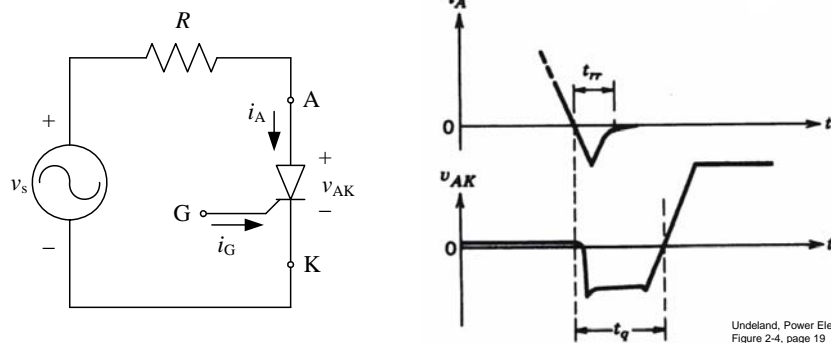 R
+
v_s
−
i_A
A
+
v_AK
−
G
i_G
K
i_A
t_rr
0
t
v_AK
0
t
t_q
Undeland, Power Ele
Figure 2-4, page 19